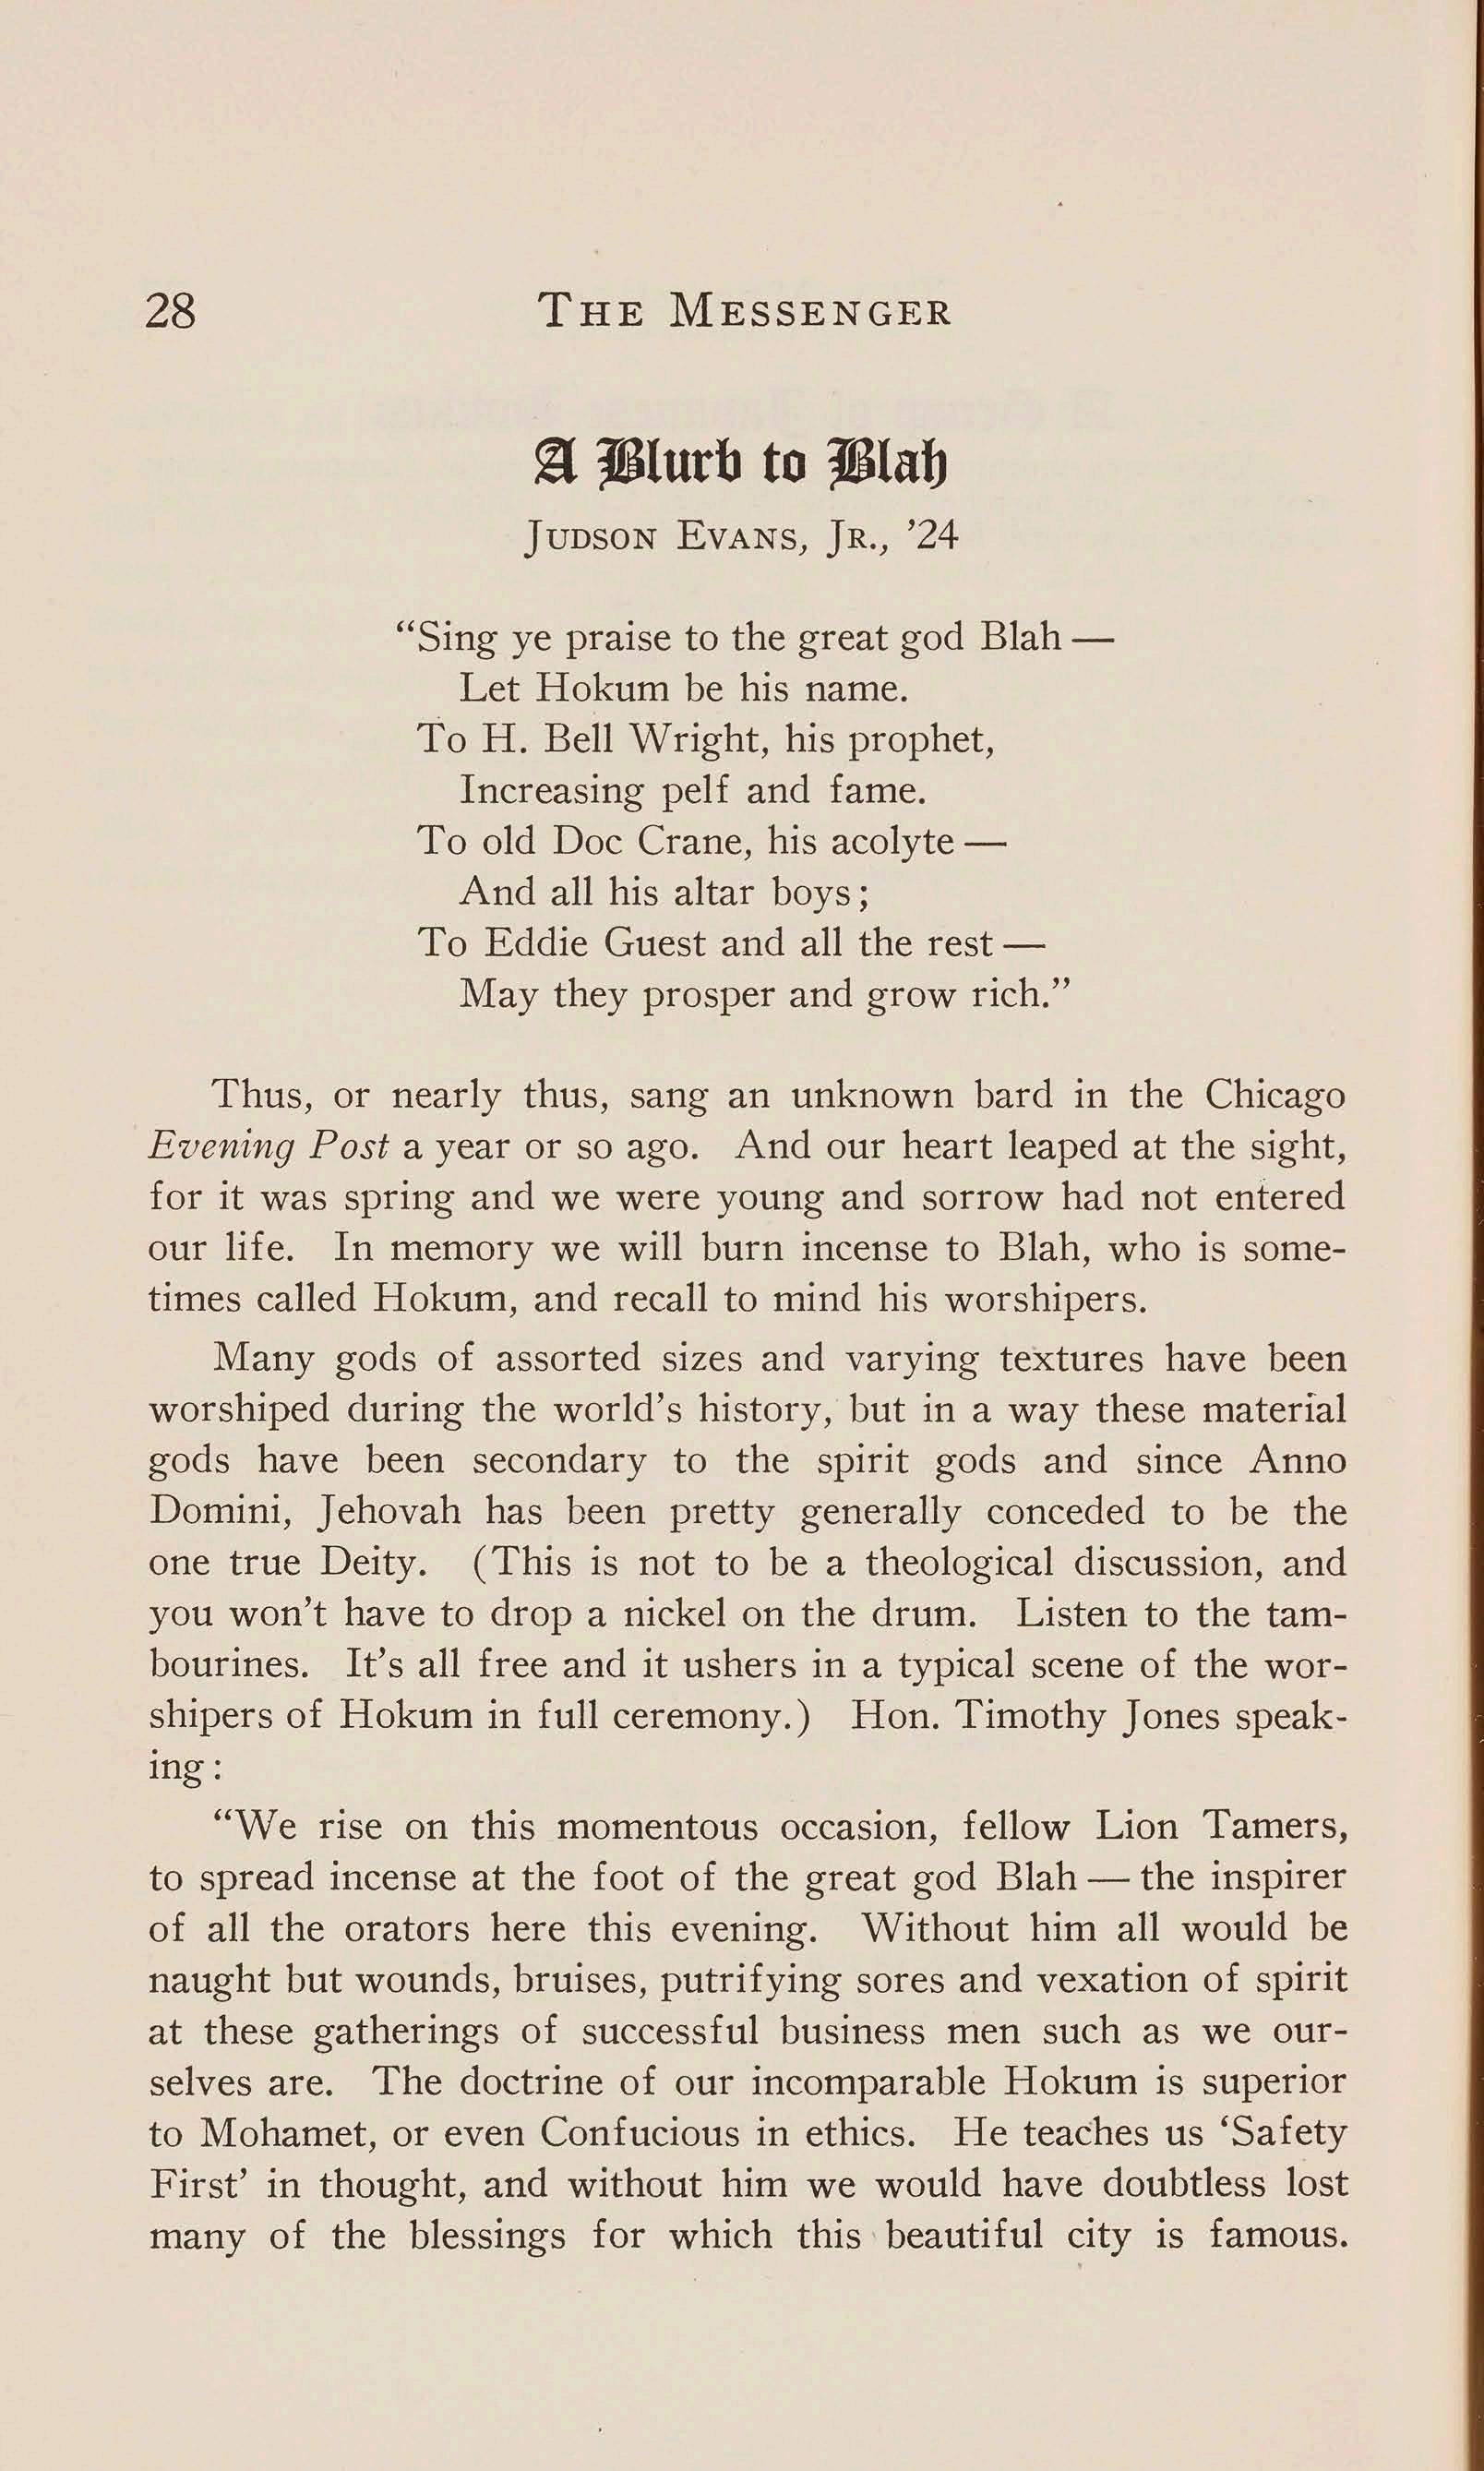 28 THE MESSENGER
A Blurb to Blah
JUDSON EVANS, JR., '24
“Sing ye praise to the great god Blah —
Let Hokum be his name.
To H. Bell Wright, his prophet,
Increasing pelf and fame.
To old Doc Crane, his acolyte —
And all his altar boys;
To Eddie Guest and all the rest —
May they prosper and grow rich.”
Thus, or nearly thus, sang an unknown bard in the Chicago
Evening Post a year or so ago. And our heart leaped at the sight,
for it was spring and we were young and sorrow had not entered
our life. In memory we will burn incense to Blah, who is some-
times called Hokum, and recall to mind his worshipers.
Many gods of assorted sizes and varying textures have been
worshiped during the world's history, but in a way these material
gods have been secondary to the spirit gods and since Anno
Domini, Jehovah has been pretty generally conceded to be the
one true Deity. (This is not to be a theological discussion, and
you won't have to drop a nickel on the drum. Listen to the tam-
bourines. It's all free and it ushers in a typical scene of the wor-
shipers of Hokum in full ceremony.) Hon. Timothy Jones speak-
ing:
“We rise on this momentous occasion, fellow Lion Tamers,
to spread incense at the foot of the great god Blah — the inspirer
of all the orators here this evening. Without him all would be
naught but wounds, bruises, putrifying sores and vexation of spirit
at these gatherings of successful business men such as we our-
selves are. The doctrine of our incomparable Hokum is superior
to Mohamet, or even Confucious in ethics. He teaches us ‘Safety
First’ in thought, and without him we would have doubtless lost
many of the blessings for which this beautiful city is famous.